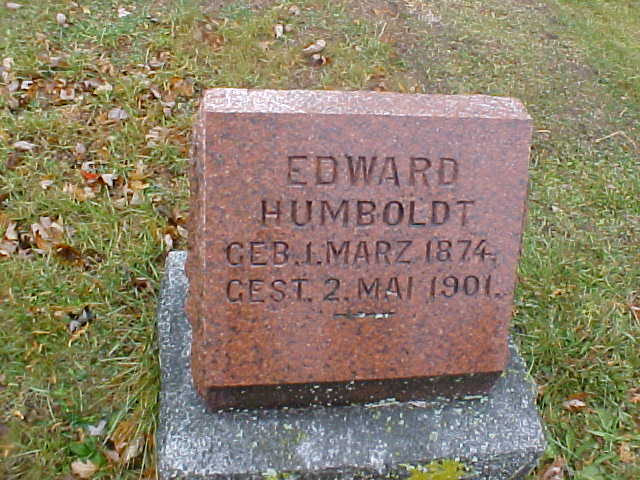 EDWARD
HUMBOLDT
GEB. 1. MARZ 1874.
GEST. 2. MAI 1901.